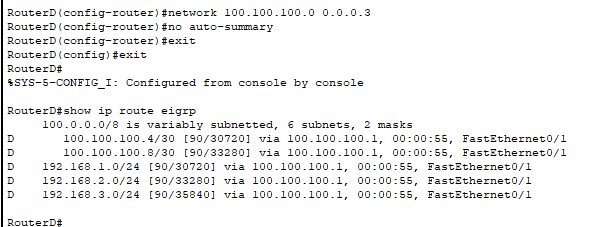 RouterD(config-router)#network 100.100.100.0 0.0.0.3
RouterD(config-router)#no auto-summary
RouterD(config-router)#exit
RouterD(config)#exit
RouterD#
%SYS-5-CONFIG_I: Configured from console by console
RouterD#show ip route eigrp
100.0.0.0/8 is variably subnetted, 6 subnets, 2 masks
D 100.100.100.4/30 [90/30720] via 100.100.100.1, 00:00:55, FastEthernet0/1
D 100.100.100.8/30 [90/33280] via 100.100.100.1, 00:00:55, FastEthernet0/1
D 192.168.1.0/24 [90/30720] via 100.100.100.1, 00:00:55, FastEthernet0/1
D 192.168.2.0/24 [90/33280] via 100.100.100.1, 00:00:55, FastEthernet0/1
D 192.168.3.0/24 [90/35840] via 100.100.100.1, 00:00:55, FastEthernet0/1
RouterD#